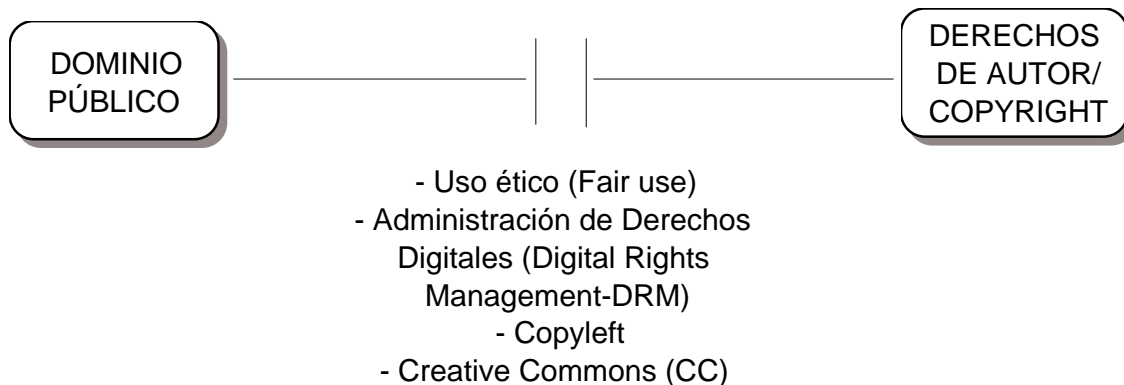 DOMINIO
PÚBLICO
DERECHOS
DE AUTOR/
COPYRIGHT
- Uso ético (Fair use)
- Administración de Derechos
Digitales (Digital Rights
Management-DRM)
- Copyleft
- Creative Commons (CC)